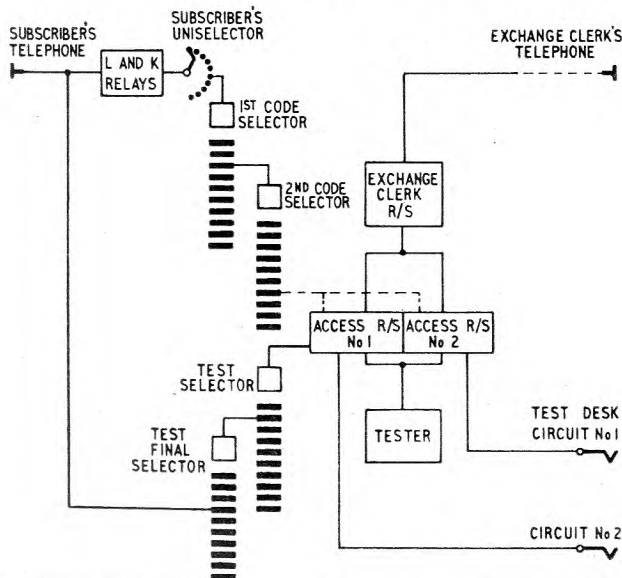 SUBSCRIBER'S
TELEPHONE
SUBSCRIBER'S
UNISELECTOR
EXCHANGE CLERK'S
TELEPHONE
L AND K
RELAYS
IST CODE
SELECTOR
2ND CODE
SELECTOR
EXCHANGE
CLERK
R/S
ACCESS R/S
No 1
ACCESS R/S
No 2
TEST
SELECTOR
TEST
FINAL
SELECTOR
TESTER
TEST DESK
CIRCUIT No 1
CIRCUIT No 2